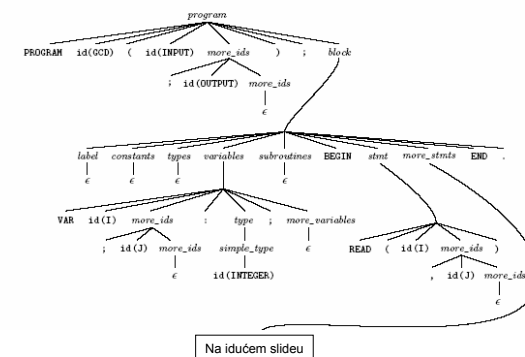 program
PROGRAM id(GCD) ( id(INPUT) more_ids ) ; block
; id(OUTPUT) more_ids
ϵ
label constants types variables subroutines BEGIN stmt more_stmts END .
ϵ ϵ ϵ ϵ
VAR id(I) more_ids : type ; more_variables READ ( id(I) more_ids )
; id(J) more_ids simple_type ϵ , id(J) more_ids
ϵ id(INTEGER) ϵ
Na idućem slideu